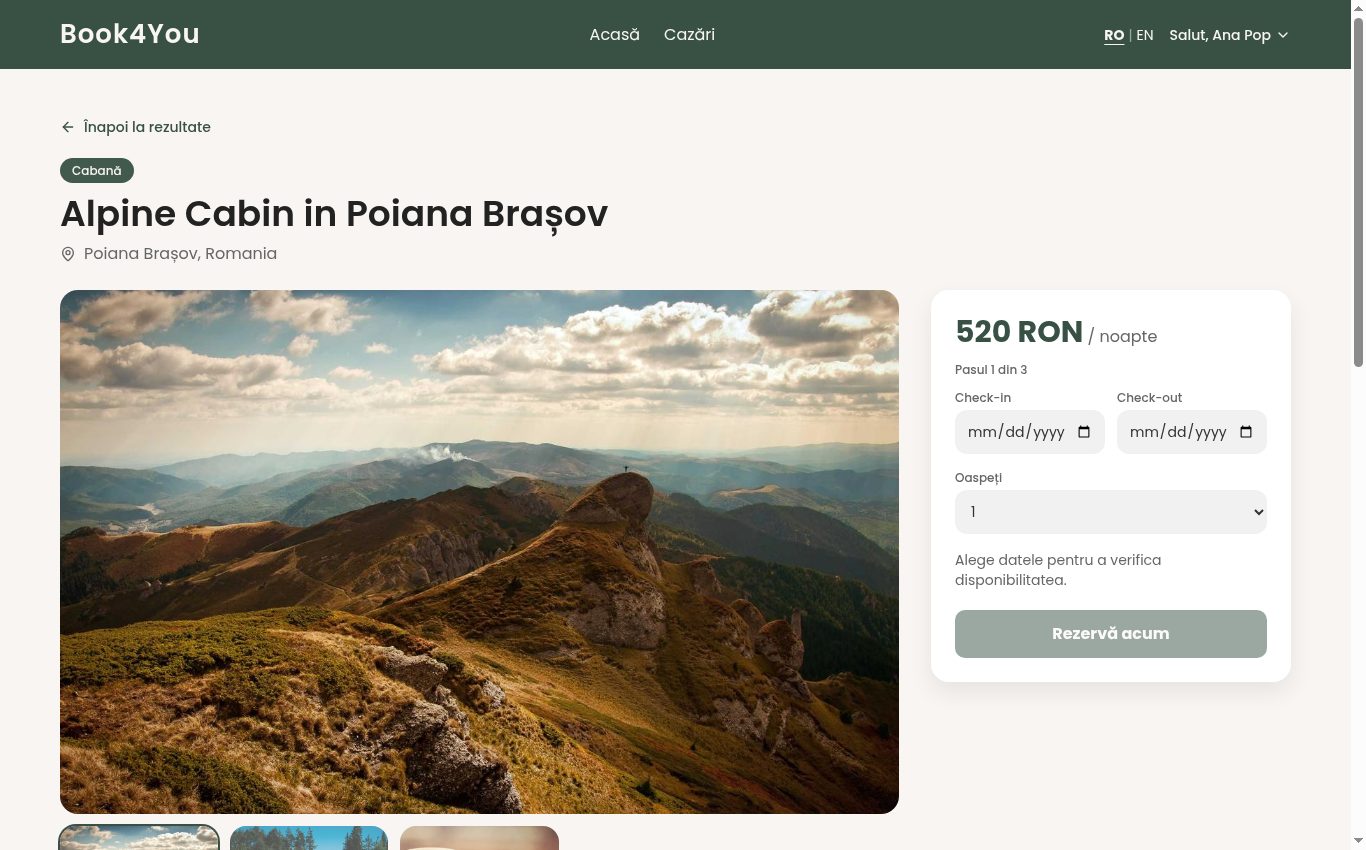 Book4You
Acasă
Cazări
RO | EN
Salut, Ana Pop
Înapoi la rezultate
Cabană
Alpine Cabin in Poiana Brașov
Poiana Brașov, Romania
520 RON / noapte
Pasul 1 din 3
Check-in
Check-out
mm/dd/yyyy
mm/dd/yyyy
Oaspeți
1
Alege datele pentru a verifica
disponibilitatea.
Rezervă acum